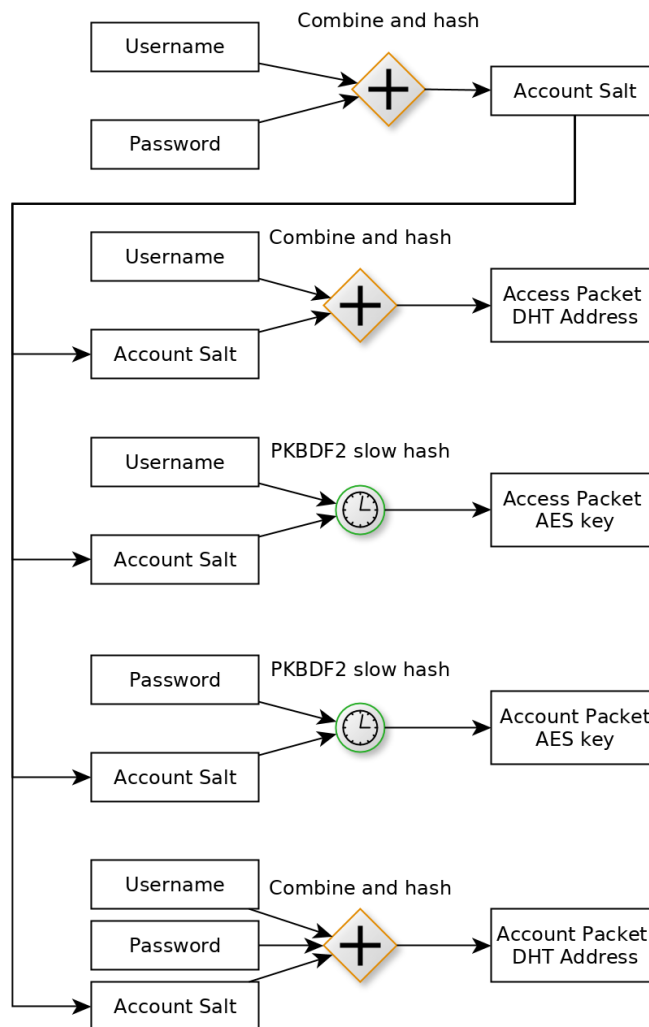 Combine and hash
Username
Account Salt
Password
Combine and hash
Username
Access Packet
DHT Address
Account Salt
PKBDF2 slow hash
Username
Access Packet
AES key
Account Salt
PKBDF2 slow hash
Password
Account Packet
AES key
Account Salt
Username
Combine and hash
Password
Account Packet
DHT Address
Account Salt